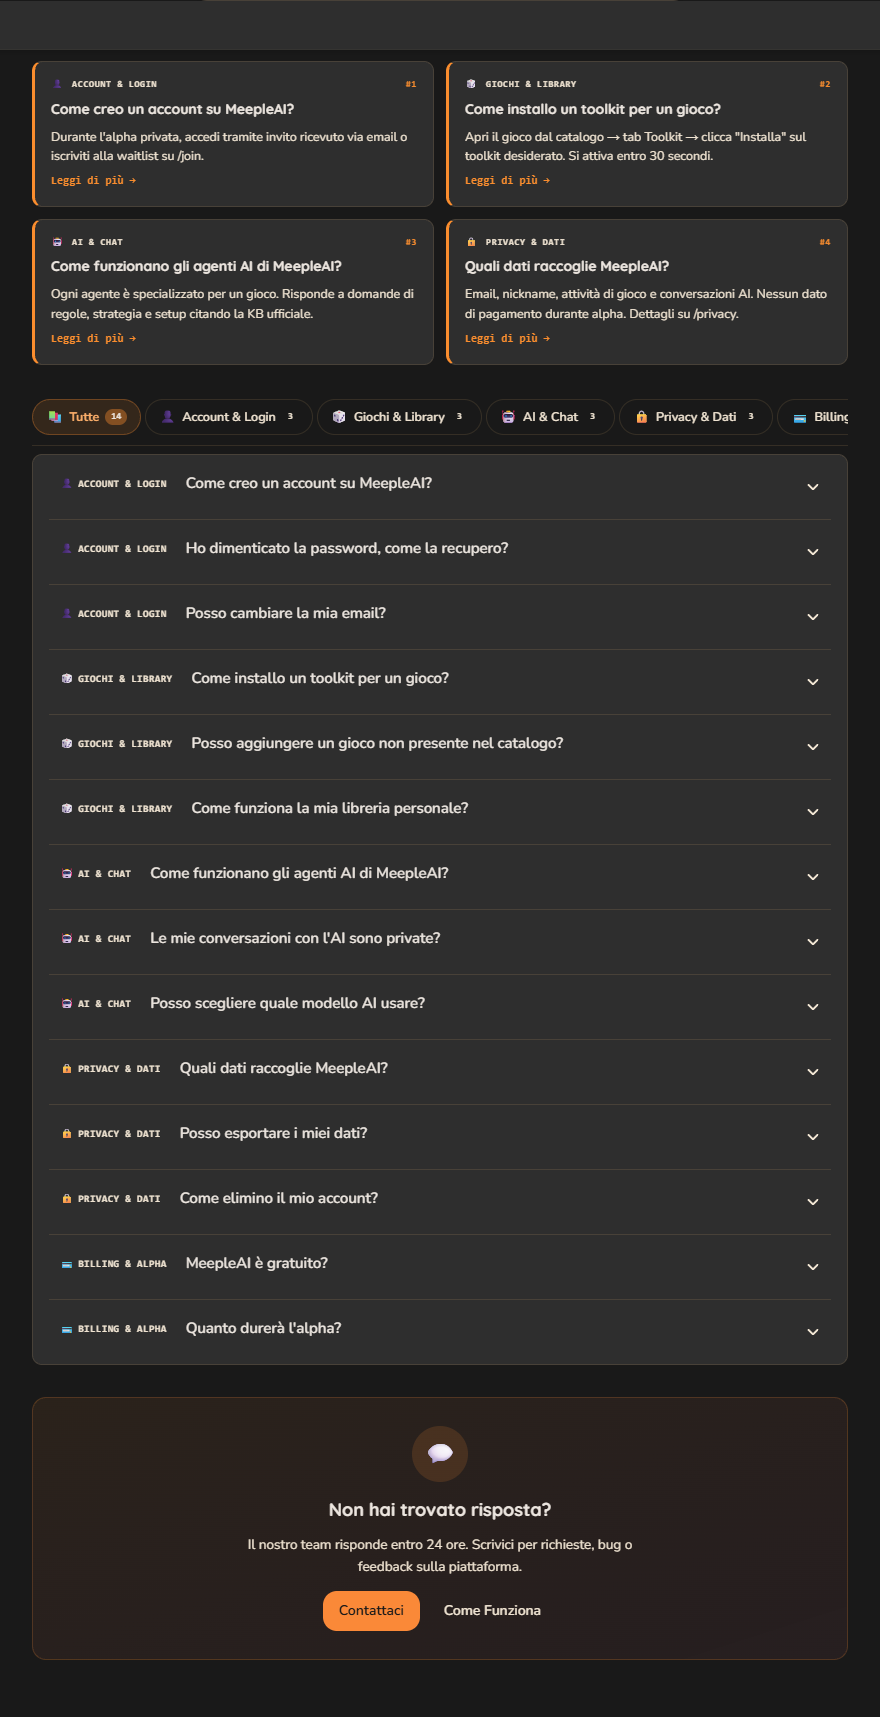 ACCOUNT & LOGIN #1
Come creo un account su MeepleAI?
Durante l'alpha privata, accedi tramite invito ricevuto via email o
iscriviti alla waitlist su /join.
Leggi di più →
GIOCHI & LIBRARY #2
Come installo un toolkit per un gioco?
Apri il gioco dal catalogo → tab Toolkit → clicca "Installa" sul
toolkit desiderato. Si attiva entro 30 secondi.
Leggi di più →
AI & CHAT #3
Come funzionano gli agenti AI di MeepleAI?
Ogni agente è specializzato per un gioco. Risponde a domande di
regole, strategia e setup citando la KB ufficiale.
Leggi di più →
PRIVACY & DATI #4
Quali dati raccoglie MeepleAI?
Email, nickname, attività di gioco e conversazioni AI. Nessun dato
di pagamento durante alpha. Dettagli su /privacy.
Leggi di più →
Tutte 14 Account & Login 3 Giochi & Library 3 AI & Chat 3 Privacy & Dati 3 Billing
ACCOUNT & LOGIN Come creo un account su MeepleAI?
ACCOUNT & LOGIN Ho dimenticato la password, come la recupero?
ACCOUNT & LOGIN Posso cambiare la mia email?
GIOCHI & LIBRARY Come installo un toolkit per un gioco?
GIOCHI & LIBRARY Posso aggiungere un gioco non presente nel catalogo?
GIOCHI & LIBRARY Come funziona la mia libreria personale?
AI & CHAT Come funzionano gli agenti AI di MeepleAI?
AI & CHAT Le mie conversazioni con l'AI sono private?
AI & CHAT Posso scegliere quale modello AI usare?
PRIVACY & DATI Quali dati raccoglie MeepleAI?
PRIVACY & DATI Posso esportare i miei dati?
PRIVACY & DATI Come elimino il mio account?
BILLING & ALPHA MeepleAI è gratuito?
BILLING & ALPHA Quanto durerà l'alpha?
Non hai trovato risposta?
Il nostro team risponde entro 24 ore. Scrivici per richieste, bug o
feedback sulla piattaforma.
Contattaci Come Funziona